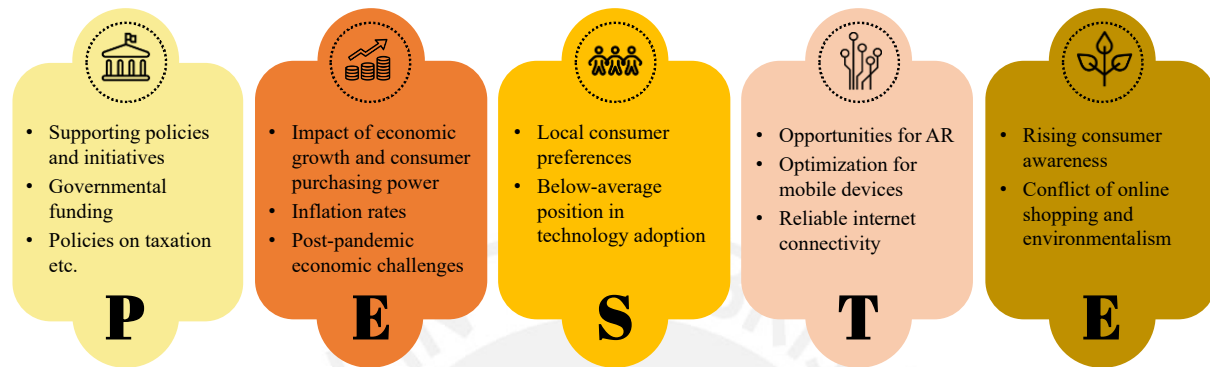 • Supporting policies
and initiatives
• Governmental
funding
• Policies on taxation
etc.
P
• Impact of economic
growth and consumer
purchasing power
• Inflation rates
• Post-pandemic
economic challenges
E
• Local consumer
preferences
• Below-average
position in
technology adoption
S
• Opportunities for AR
• Optimization for
mobile devices
• Reliable internet
connectivity
T
• Rising consumer
awareness
• Conflict of online
shopping and
environmentalism
E